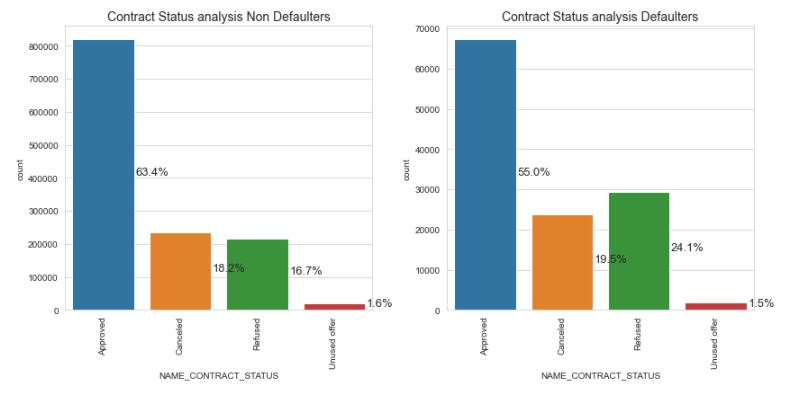 Contract Status analysis Non Defaulters
800000
700000
600000
500000
400000
300000
200000
100000
0
count
63.4%
18.2%
16.7%
1.6%
Approved
Canceled
Refused
Unused offer
NAME_CONTRACT_STATUS
Contract Status analysis Defaulters
70000
60000
50000
40000
30000
20000
10000
0
count
55.0%
19.5%
24.1%
1.5%
Approved
Canceled
Refused
Unused offer
NAME_CONTRACT_STATUS